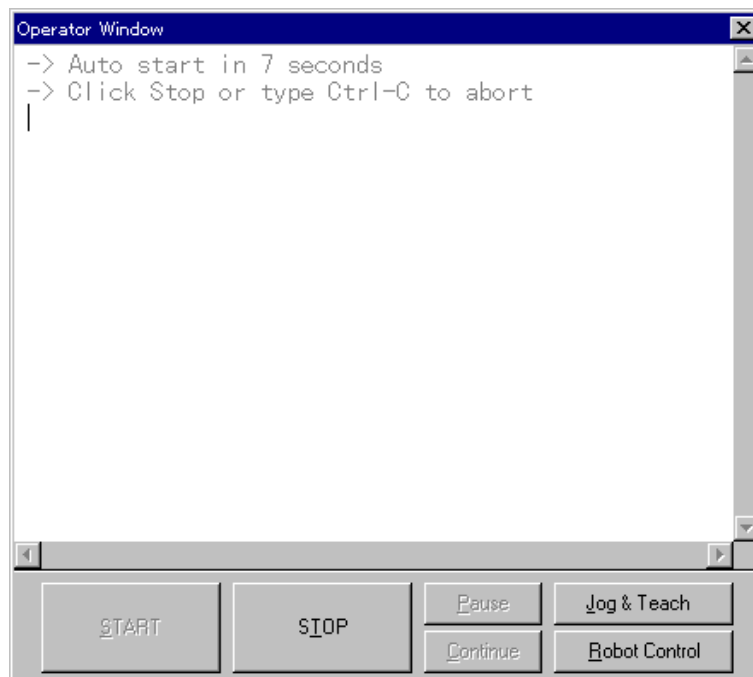 Operator Window
-> Auto start in 7 seconds
-> Click Stop or type Ctrl-C to abort
START
STOP
Pause
Jog & Teach
Continue
Robot Control